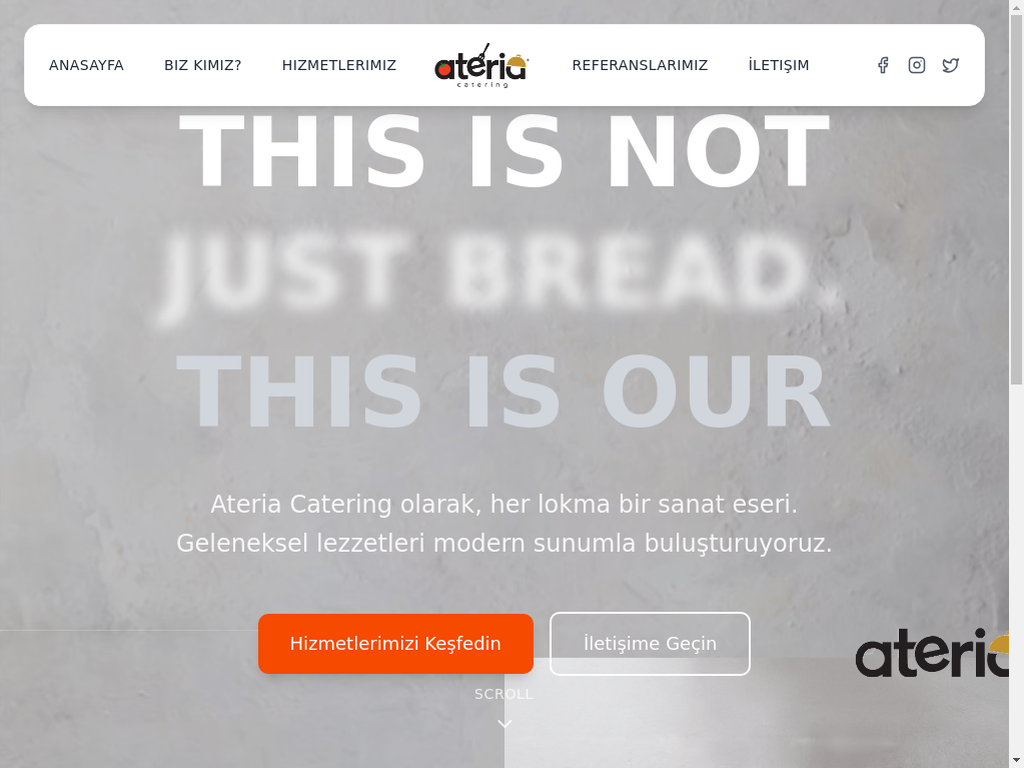 ANASAYFA
BIZ KIMIZ?
HIZMETLERIMIZ
ateria
catering
REFERANSLARIMIZ
İLETIŞIM
THIS IS NOT
JUST BREAD.
THIS IS OUR
Ateria Catering olarak, her lokma bir sanat eseri.
Geleneksel lezzetleri modern sunumla buluşturuyoruz.
Hizmetlerimizi Keşfedin
İletişime Geçin
SCROLL